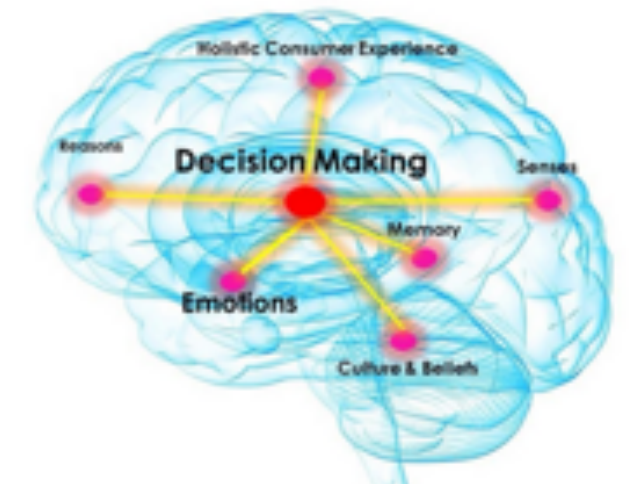 Holistic Consumer Experience
Reasons
Decision Making
Senses
Memory
Emotions
Culture & Beliefs